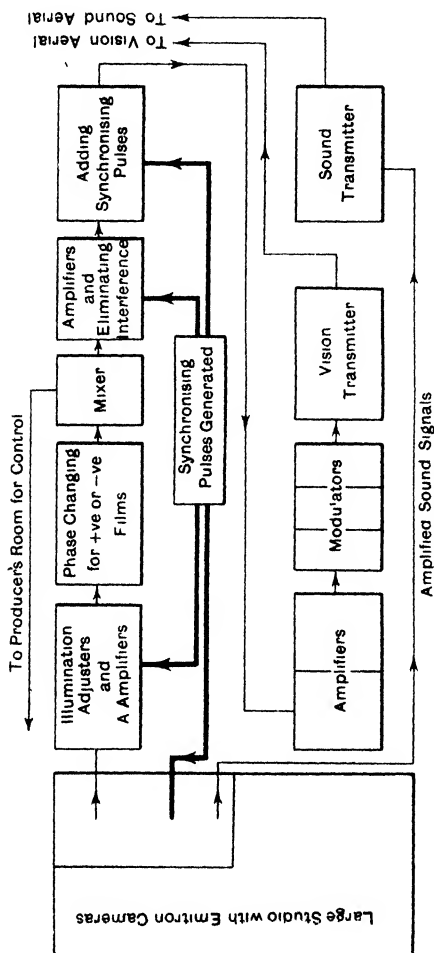 To Sound Aerial
To Vision Aerial
To Producer's Room for Control
Illumination
Adjusters
and
A Amplifiers
Phase Changing
for +ve or −ve
Films
Mixer
Amplifiers
and
Eliminating
Interference
Adding
Synchronising
Pulses
Synchronising
Pulses Generated
Large Studio with Emitron Cameras
Amplifiers
Modulators
Vision
Transmitter
Sound
Transmitter
Amplified Sound Signals